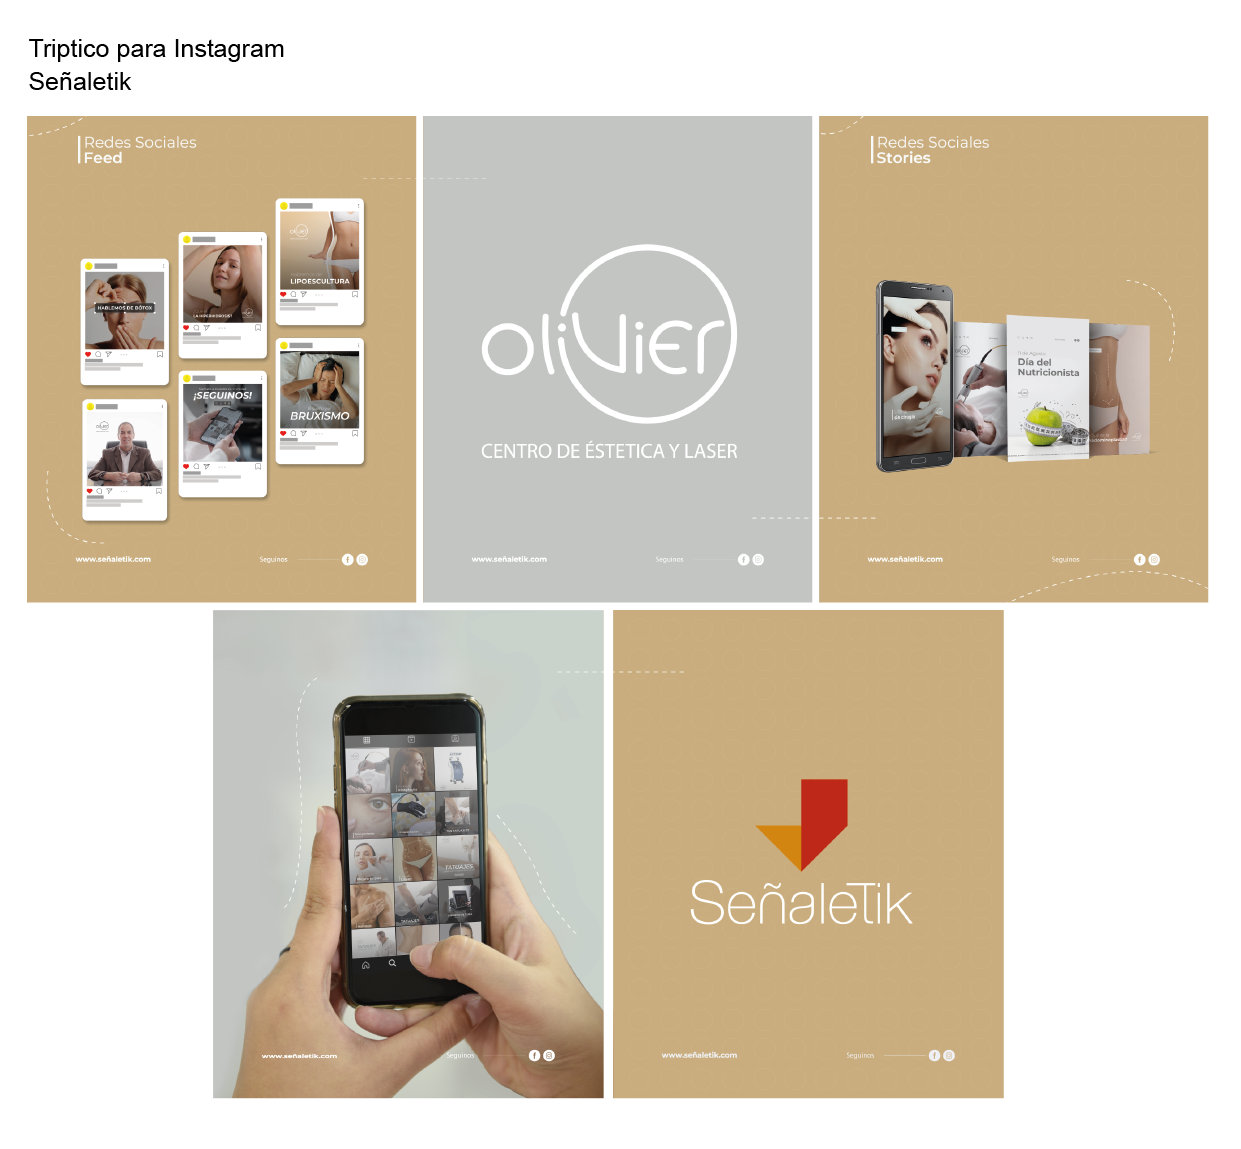 Triptico para Instagram
Señaletik
Redes Sociales
Feed
HABLEMOS DE BÓTOX
LIPOESCULTURA
¡SEGUINOS!
BRUXISMO
www.señaletik.com
Seguinos
oliVier
CENTRO DE ÉSTETICA Y LASER
www.señaletik.com
Seguinos
Redes Sociales
Stories
Día del
Nutricionista
www.señaletik.com
Seguinos
TATUAJES
www.señaletik.com
Seguinos
SeñaleTik
www.señaletik.com
Seguinos